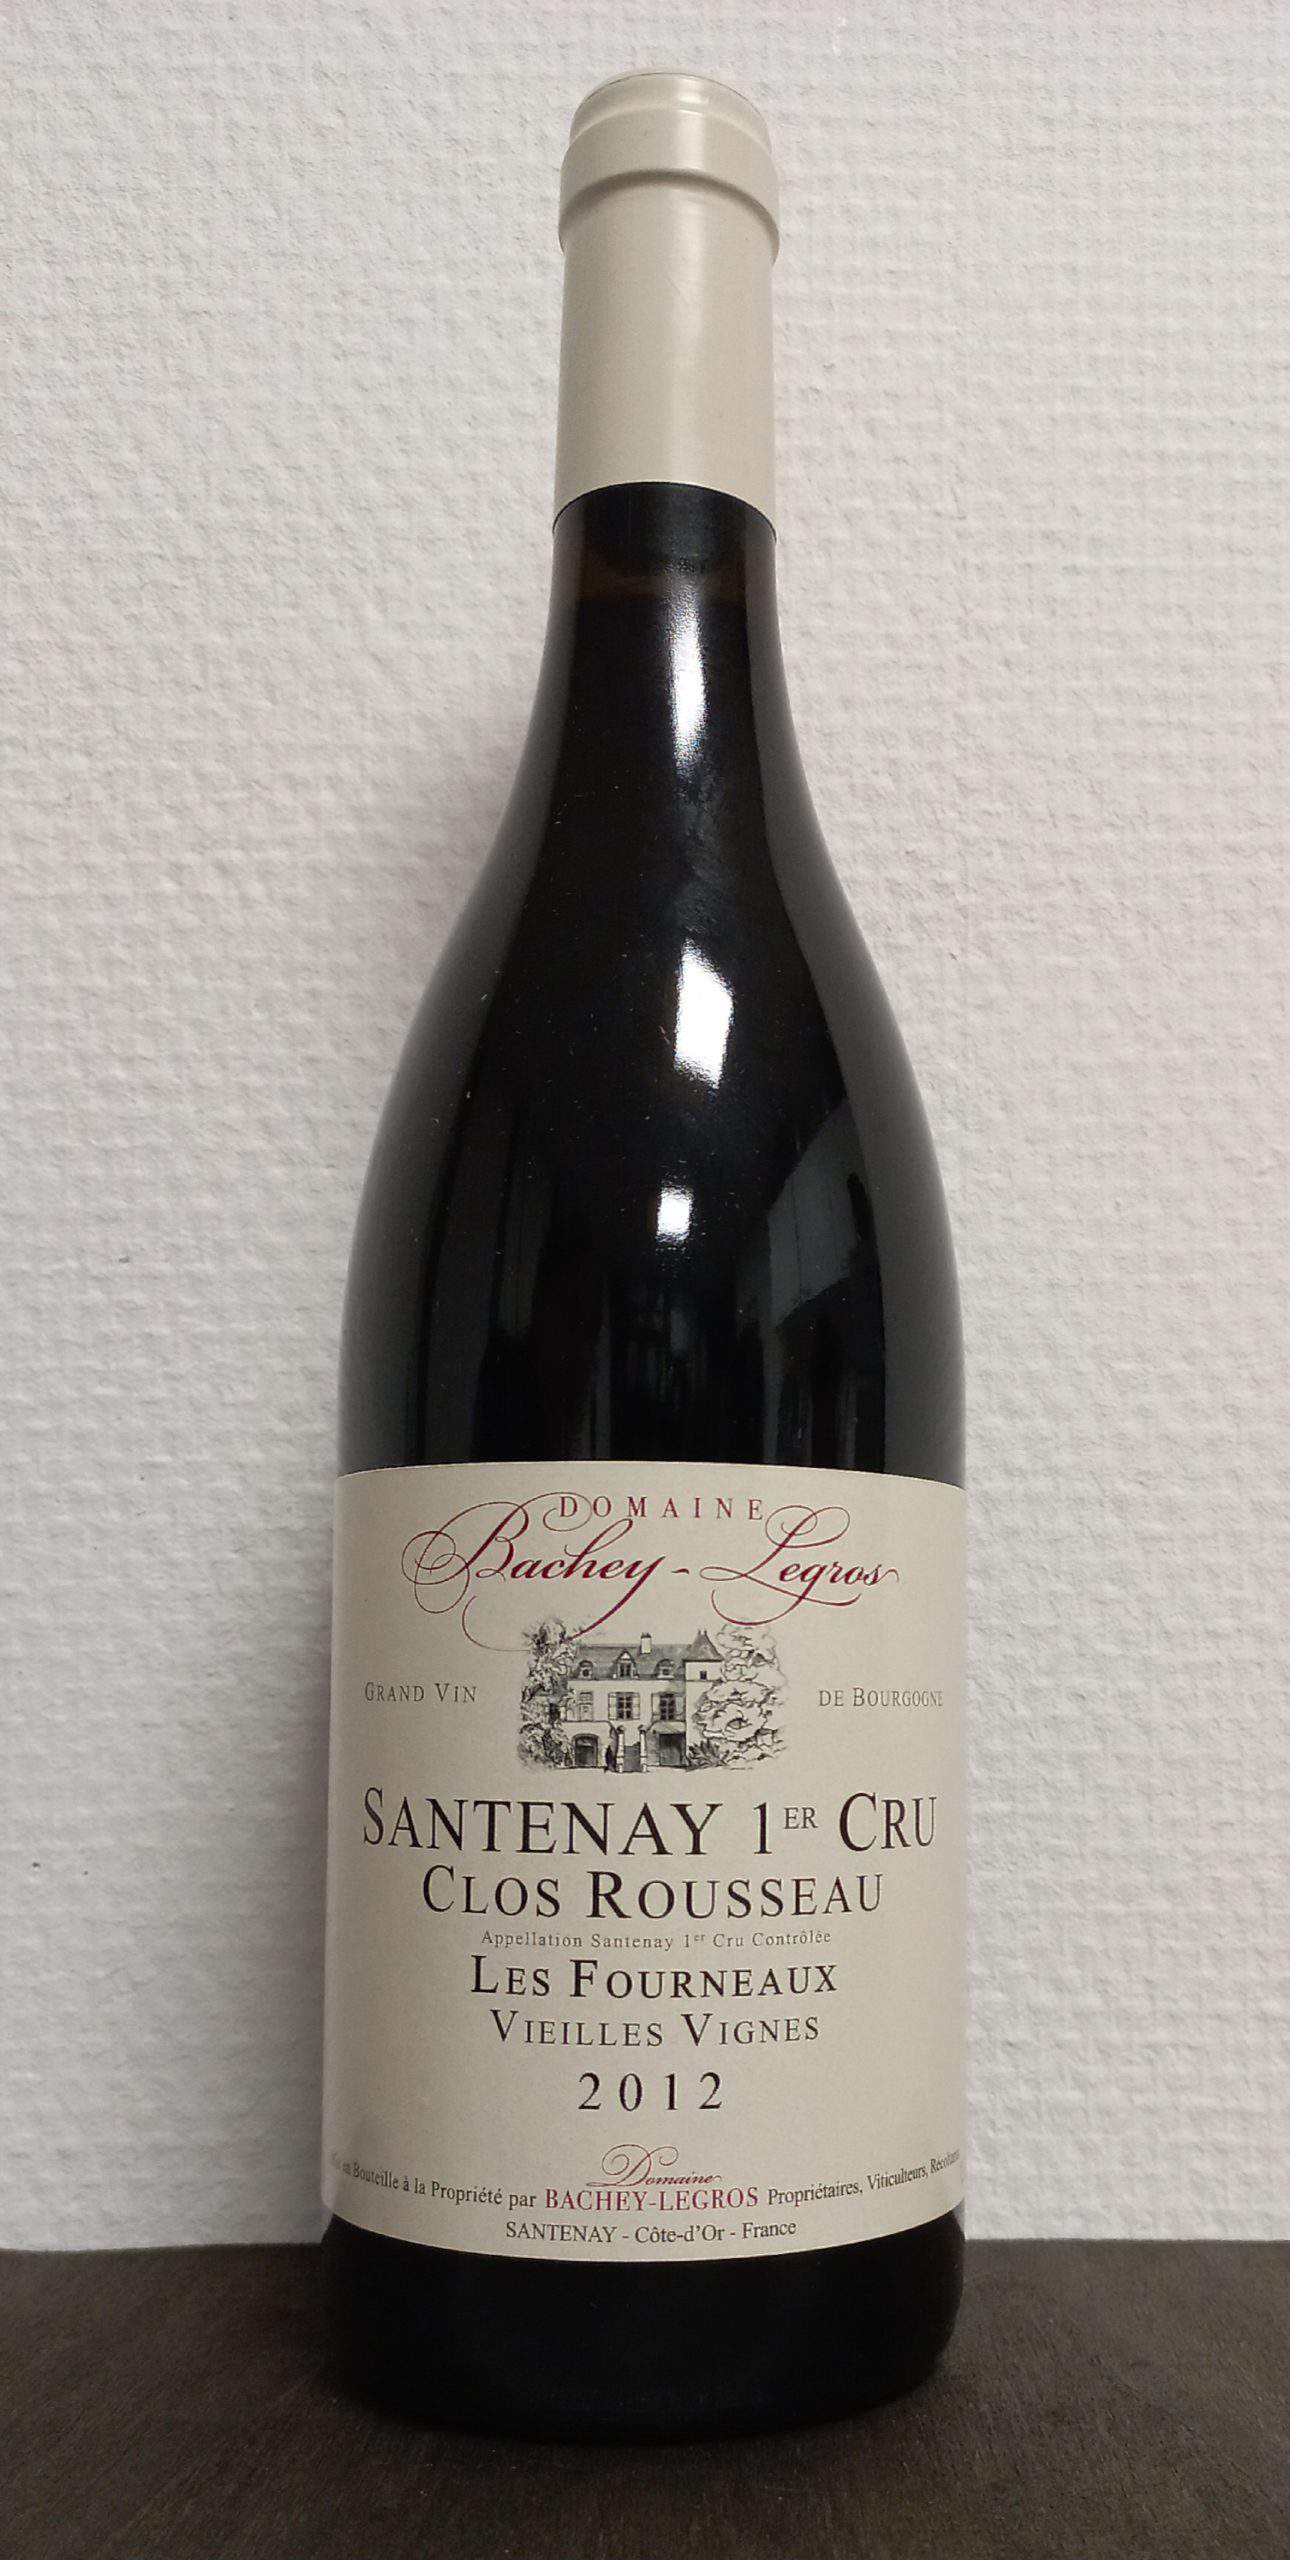 DOMAINE
Bachey-Legros
GRAND VIN DE BOURGOGNE
SANTENAY 1ER CRU
CLOS ROUSSEAU
Appellation Santenay 1er Cru Contrôlée
LES FOURNEAUX
VIEILLES VIGNES
2012
Domaine
en Bouteille à la Propriété par BACHEY-LEGROS Propriétaires, Viticulteurs,
SANTENAY - Côte-d'Or - France